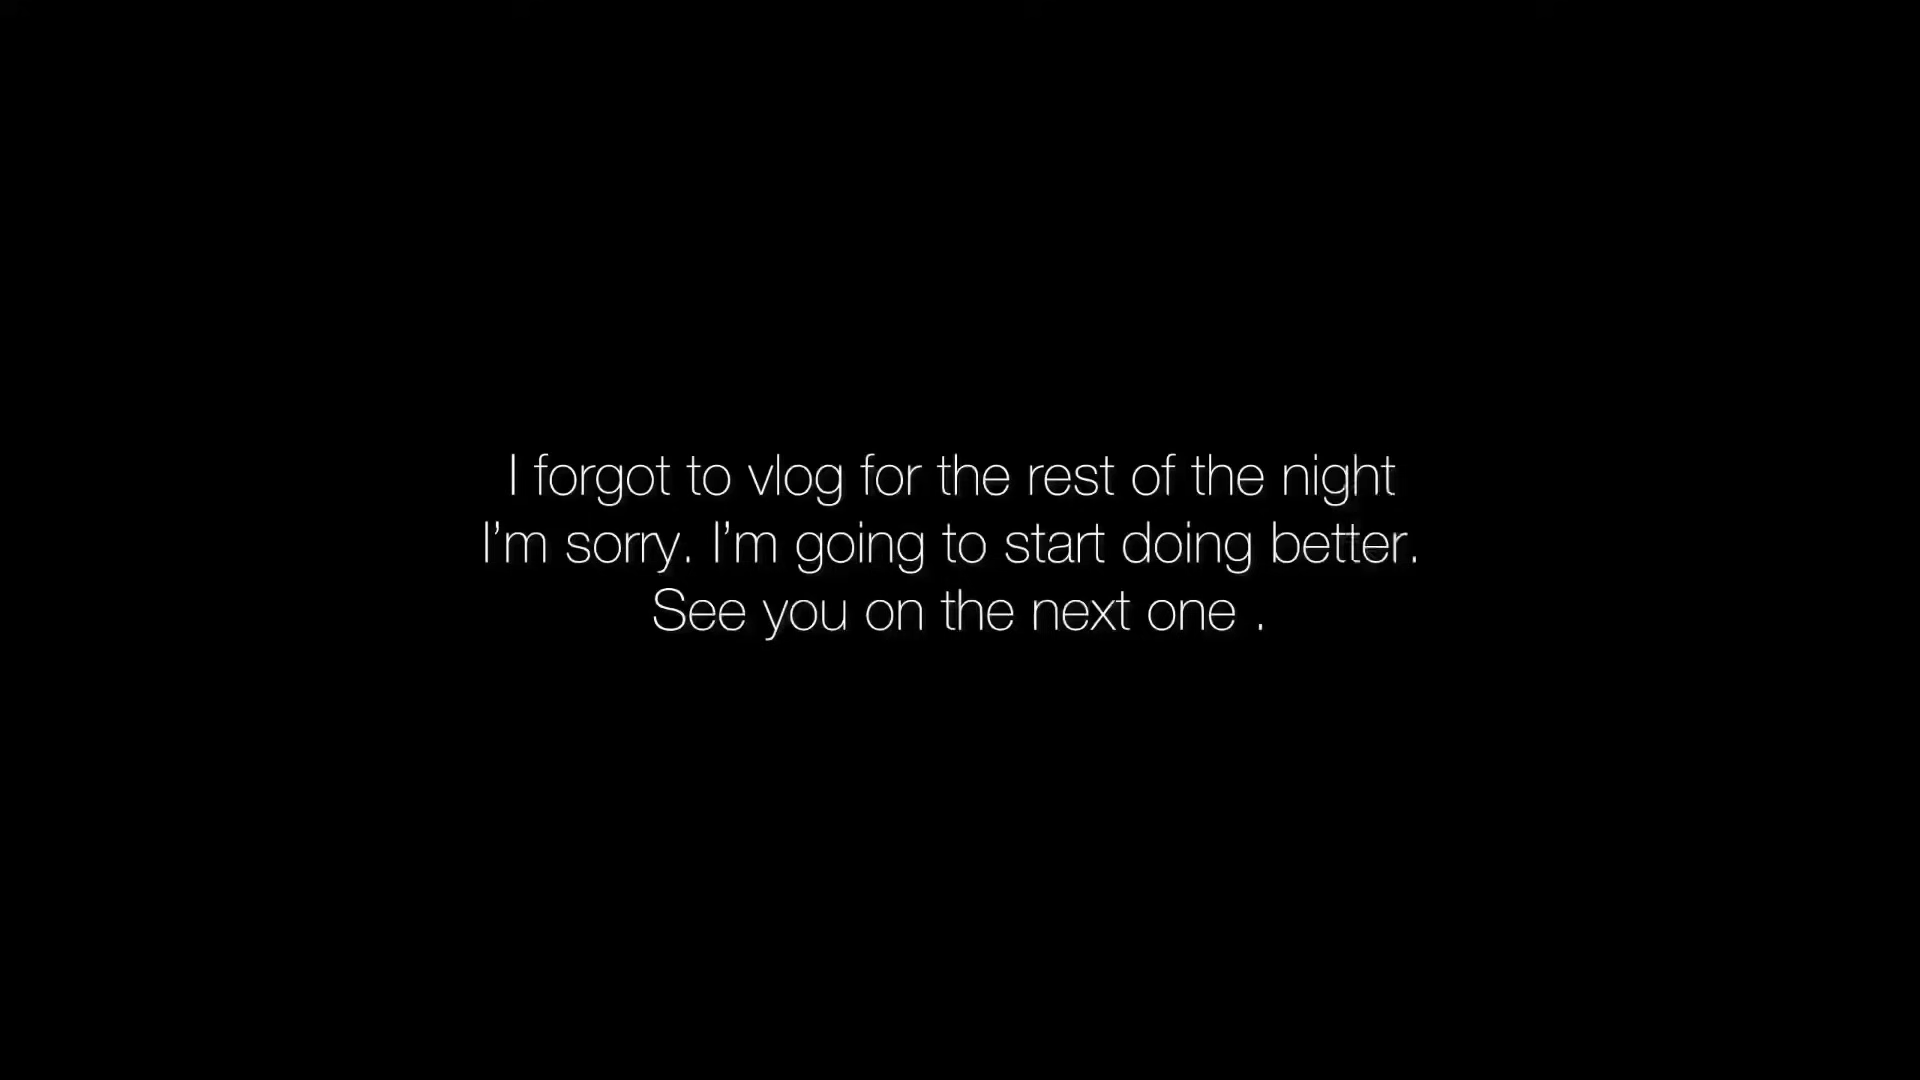 I forgot to vlog for the rest of the night
I’m sorry. I’m going to start doing better.
See you on the next one .